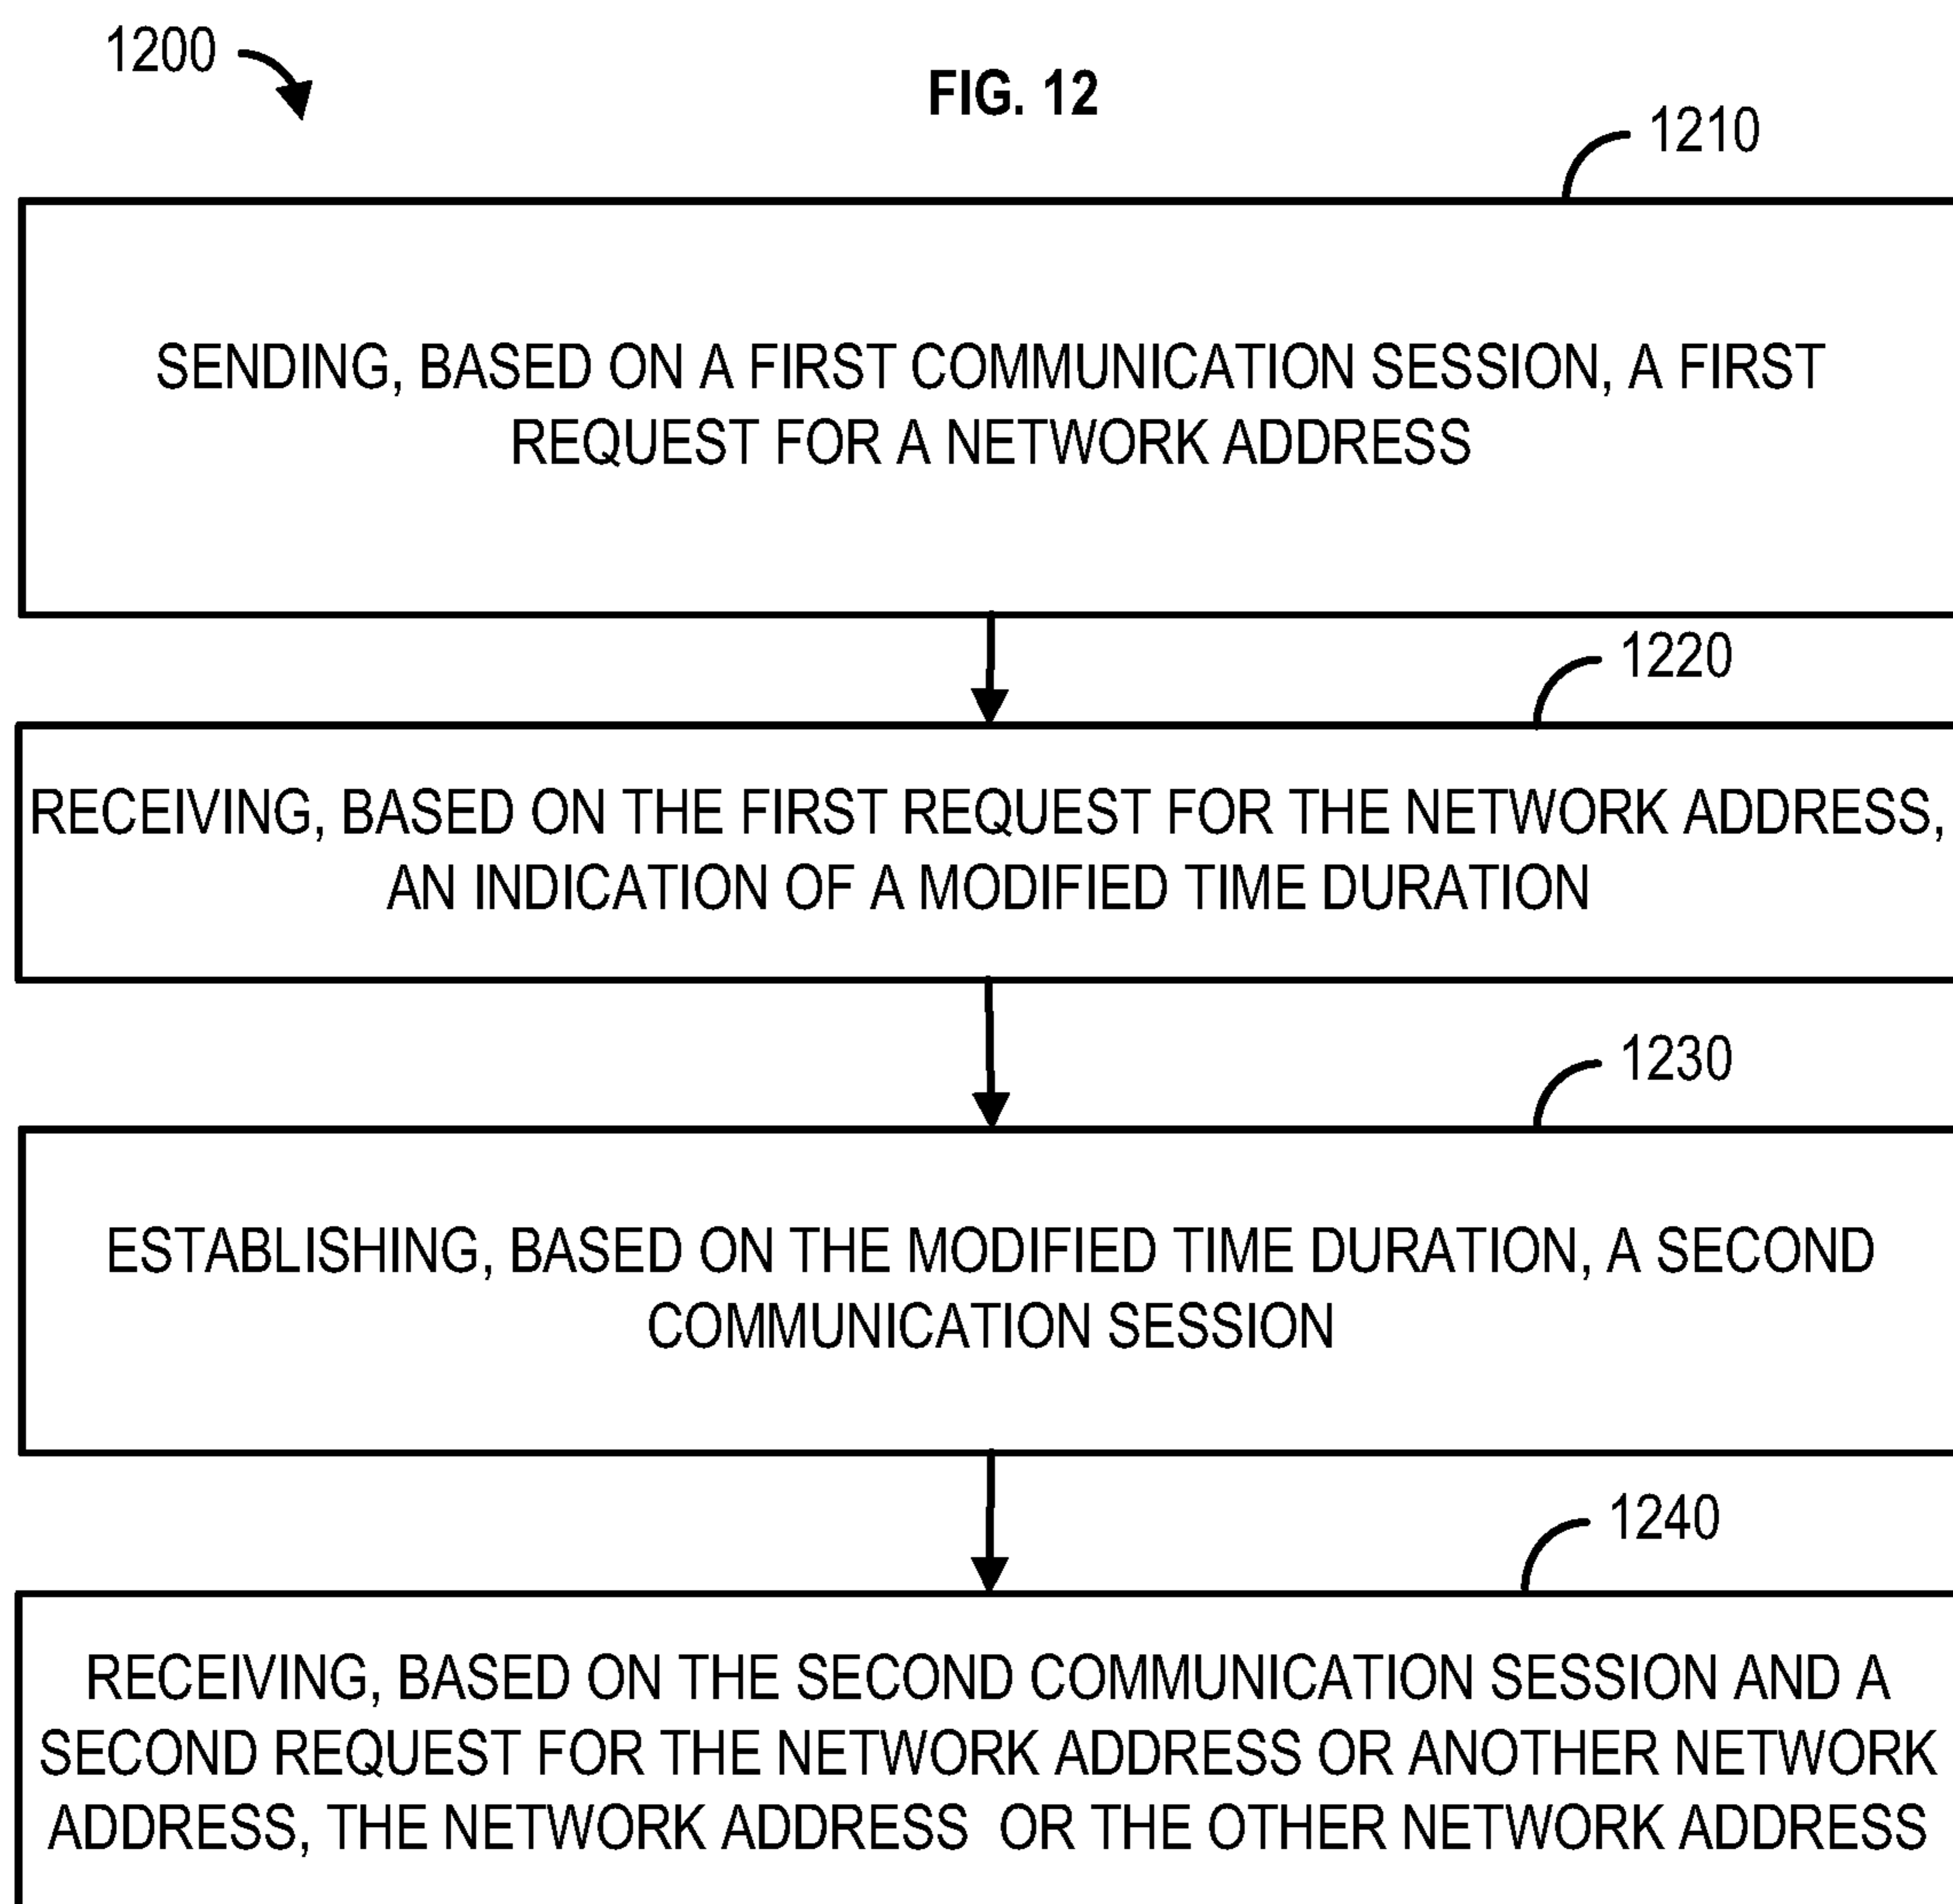 1200
FIG. 12
1210
SENDING, BASED ON A FIRST COMMUNICATION SESSION, A FIRST
REQUEST FOR A NETWORK ADDRESS
1220
RECEIVING, BASED ON THE FIRST REQUEST FOR THE NETWORK ADDRESS,
AN INDICATION OF A MODIFIED TIME DURATION
1230
ESTABLISHING, BASED ON THE MODIFIED TIME DURATION, A SECOND
COMMUNICATION SESSION
1240
RECEIVING, BASED ON THE SECOND COMMUNICATION SESSION AND A
SECOND REQUEST FOR THE NETWORK ADDRESS OR ANOTHER NETWORK
ADDRESS, THE NETWORK ADDRESS OR THE OTHER NETWORK ADDRESS